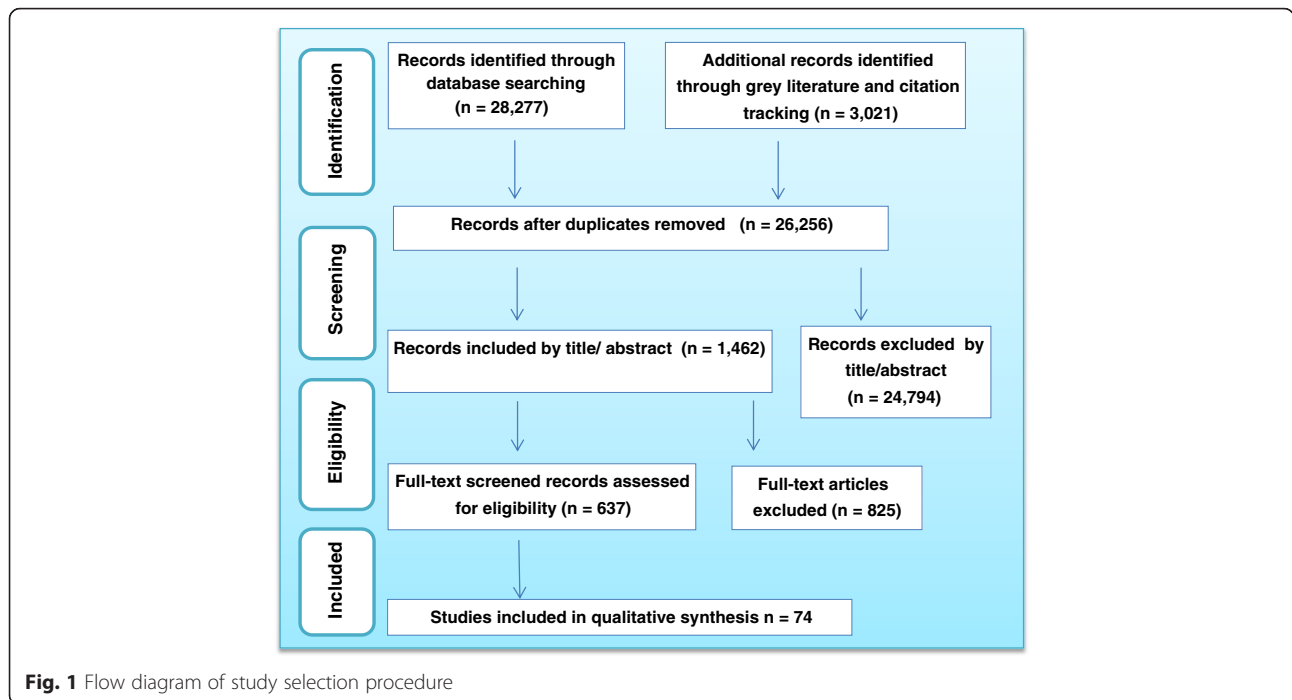 Identification
Records identified through
database searching
(n = 28,277)
Additional records identified
through grey literature and citation
tracking (n = 3,021)
Records after duplicates removed (n = 26,256)
Screening
Records included by title/ abstract (n = 1,462)
Records excluded by
title/abstract
(n = 24,794)
Eligibility
Full-text screened records assessed
for eligibility (n = 637)
Full-text articles
excluded (n = 825)
Included
Studies included in qualitative synthesis n = 74
Fig. 1 Flow diagram of study selection procedure